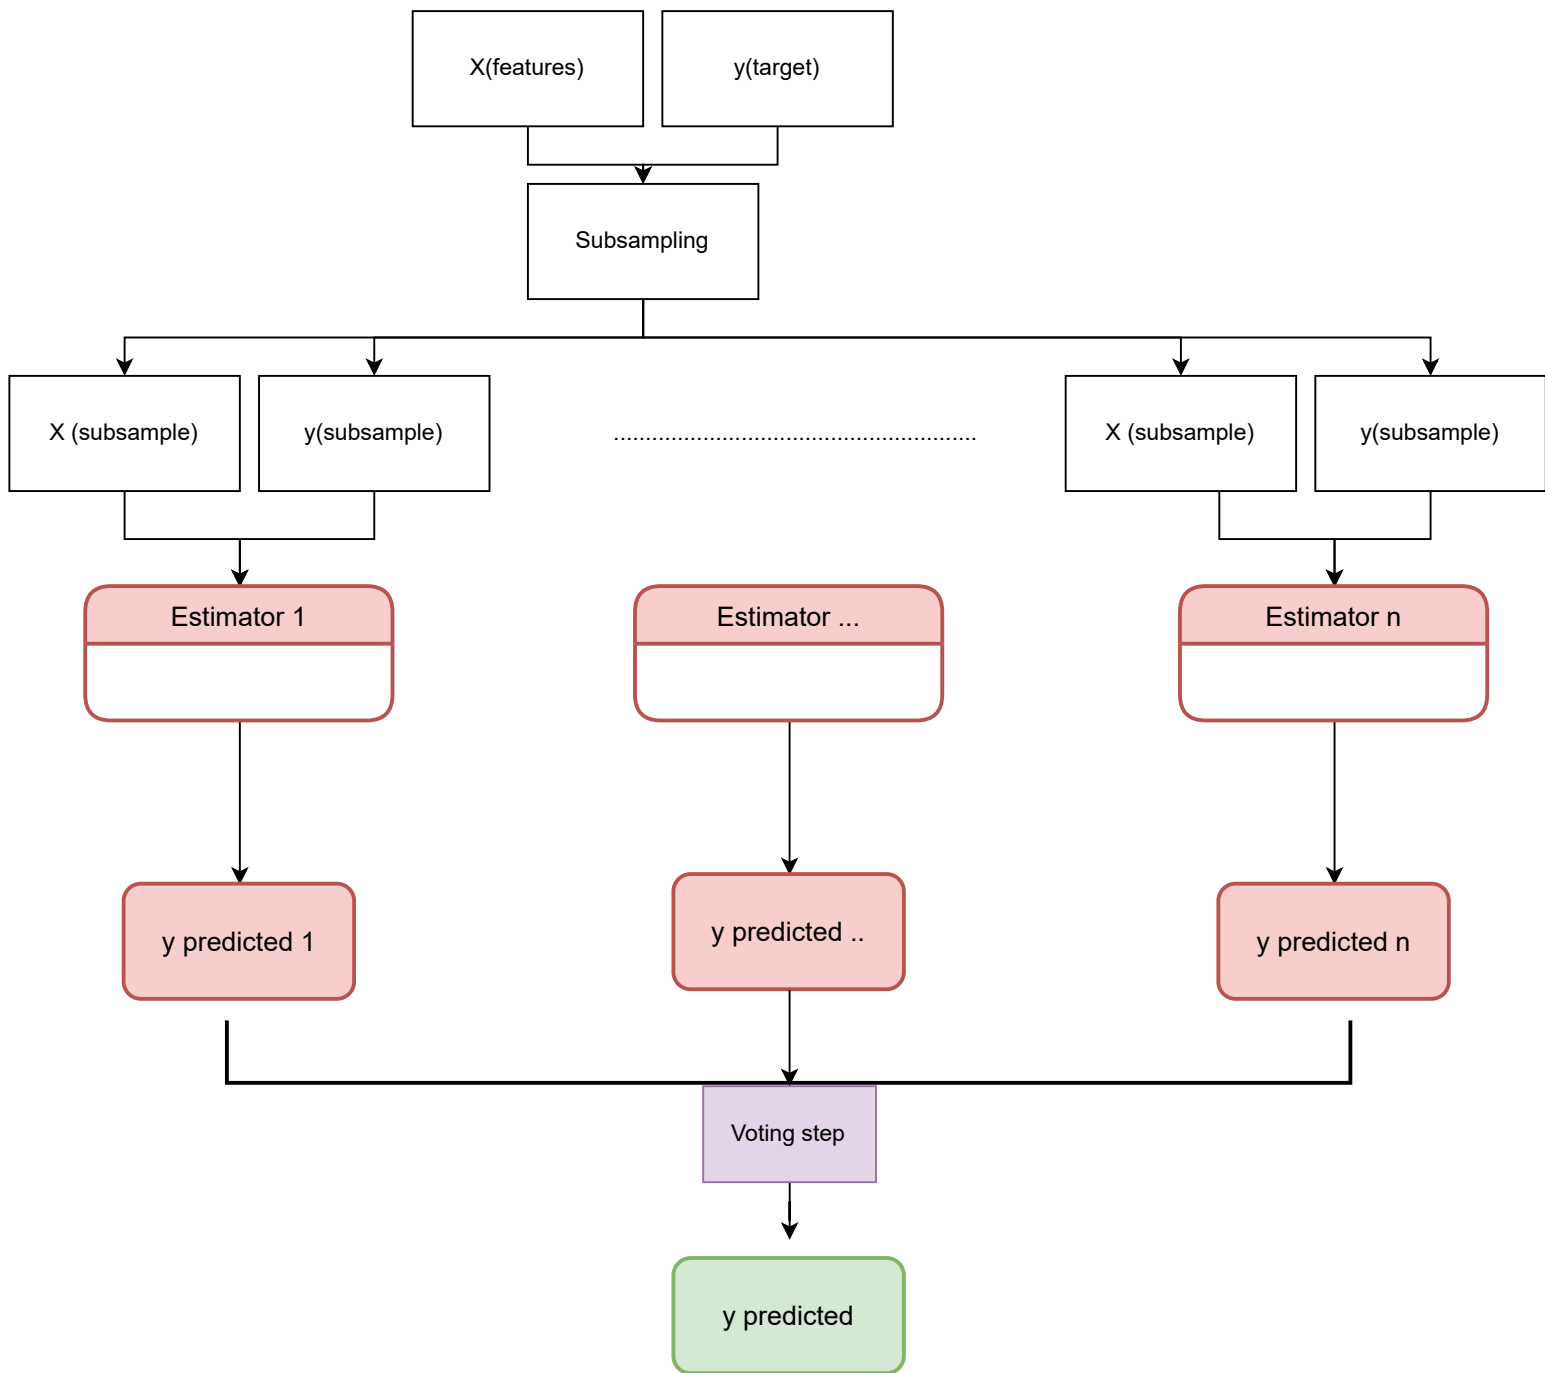 X(features)
y(target)
Subsampling
X (subsample)
y(subsample)
.........................................................
X (subsample)
y(subsample)
Estimator 1
Estimator ...
Estimator n
y predicted 1
y predicted ..
y predicted n
Voting step
y predicted